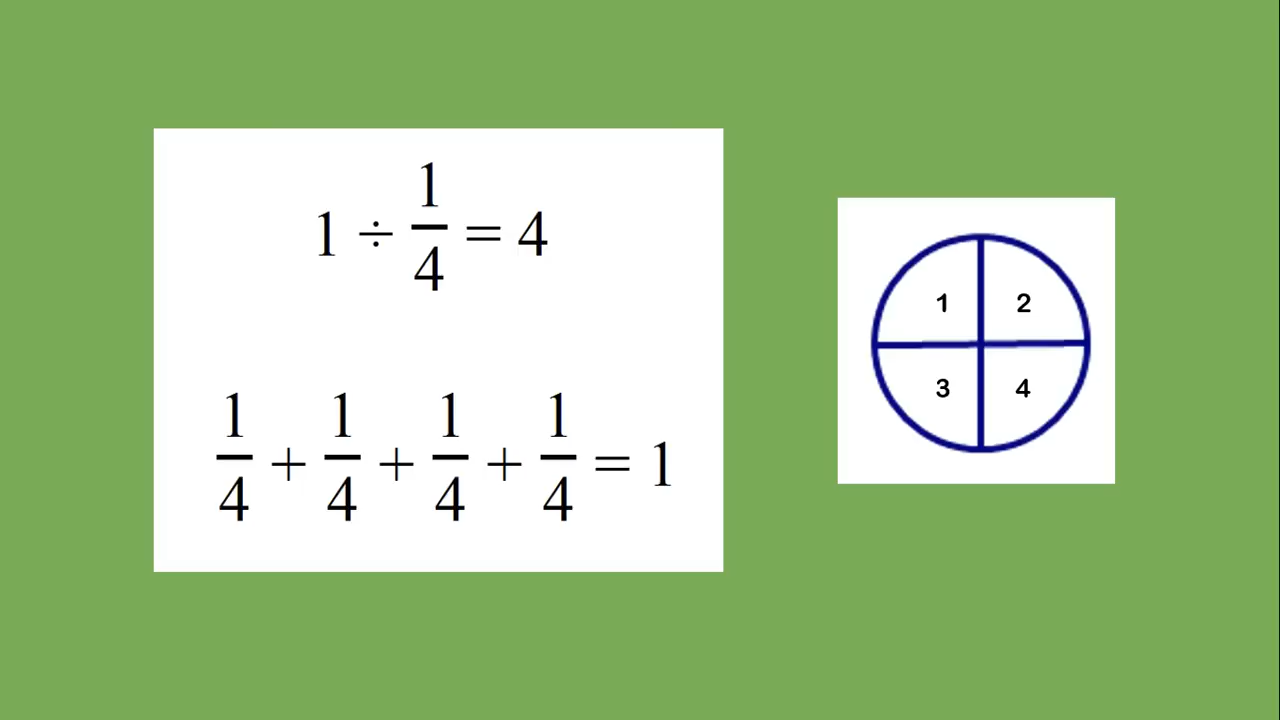 1 ÷ 1/4 = 4
1/4 + 1/4 + 1/4 + 1/4 = 1
1 2
3 4